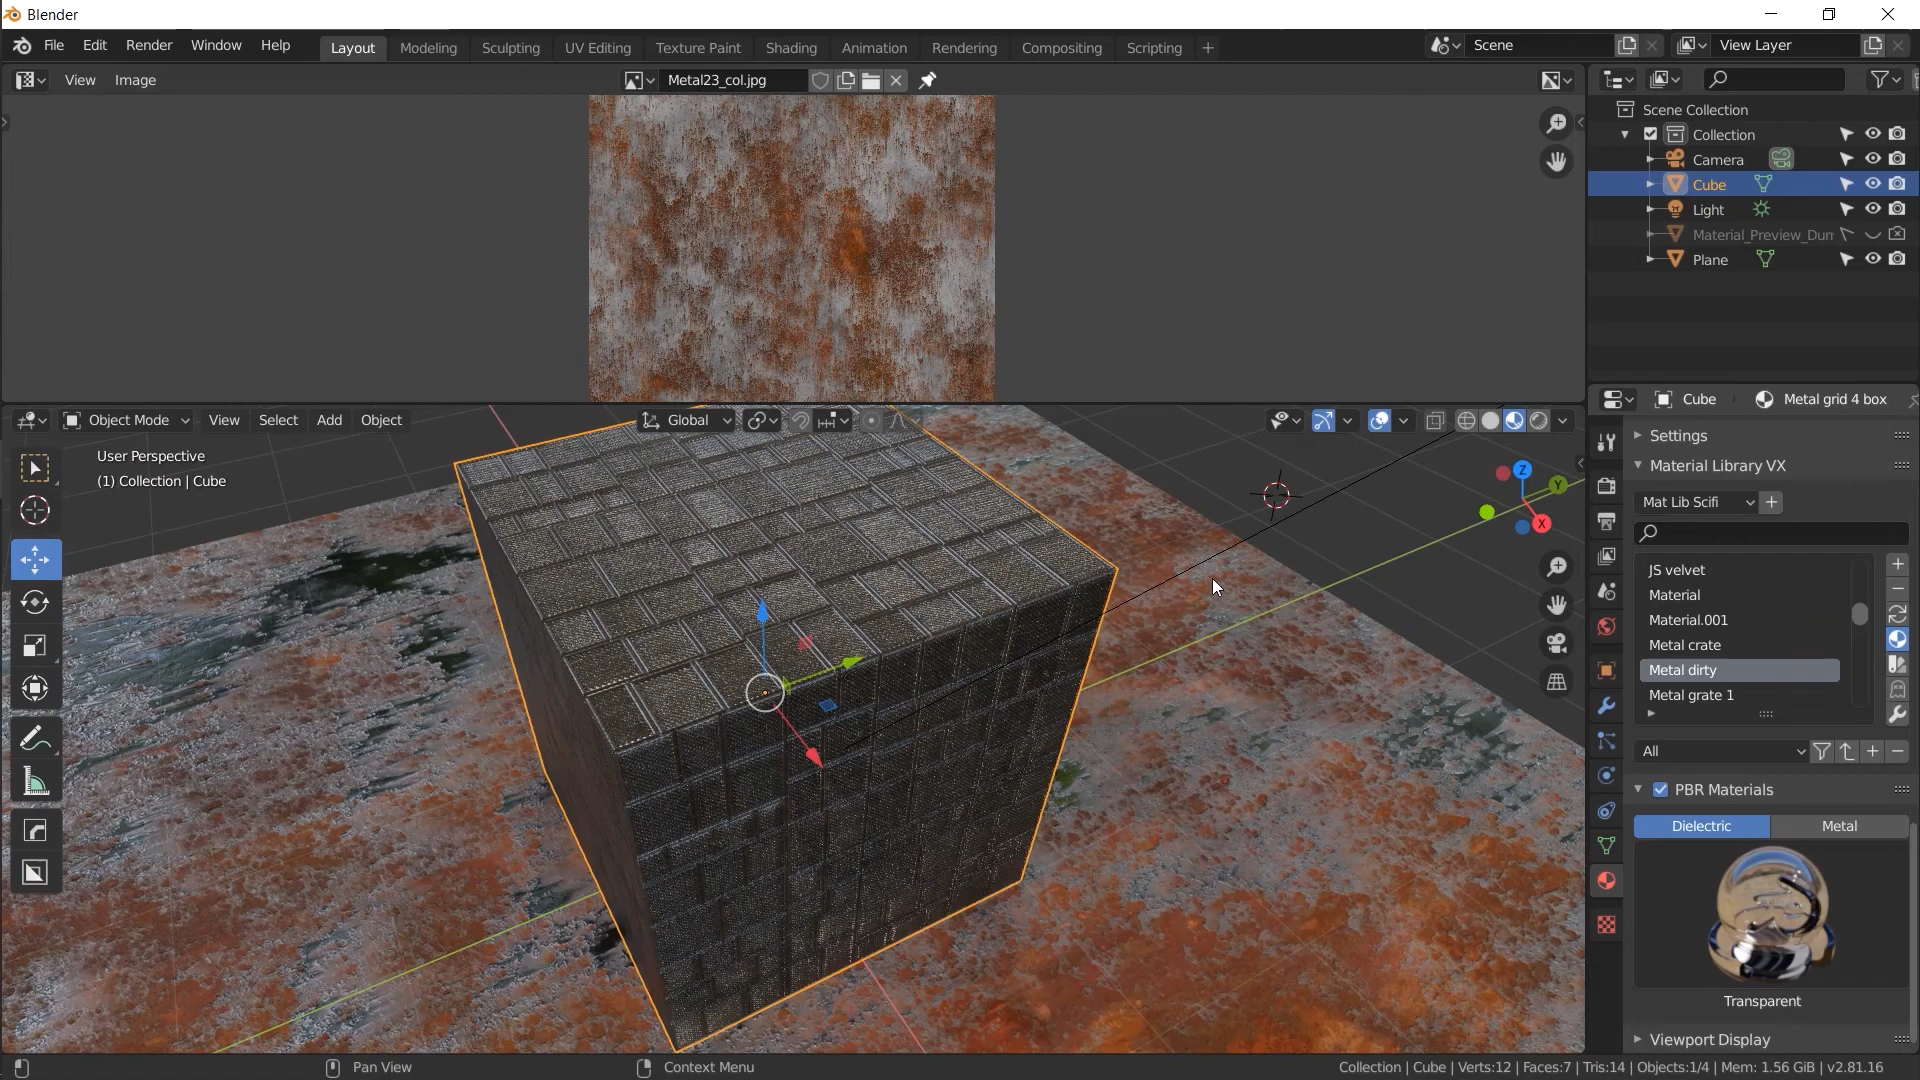 Blender
File Edit Render Window Help Layout Modeling Sculpting UV Editing Texture Paint Shading Animation Rendering Compositing Scripting + Scene View Layer
View Image Metal23_col.jpg
Scene Collection
Collection
Camera
Cube
Light
Material_Preview_Dum
Plane
Object Mode View Select Add Object Global
User Perspective
(1) Collection | Cube
Z
Y
X
Cube Metal grid 4 box
Settings
Material Library VX
Mat Lib Scifi
JS velvet
Material
Material.001
Metal crate
Metal dirty
Metal grate 1
All
PBR Materials
Dielectric Metal
Transparent
Viewport Display
Pan View Context Menu Collection | Cube | Verts:12 | Faces:7 | Tris:14 | Objects:1/4 | Mem: 1.56 GiB | v2.81.16